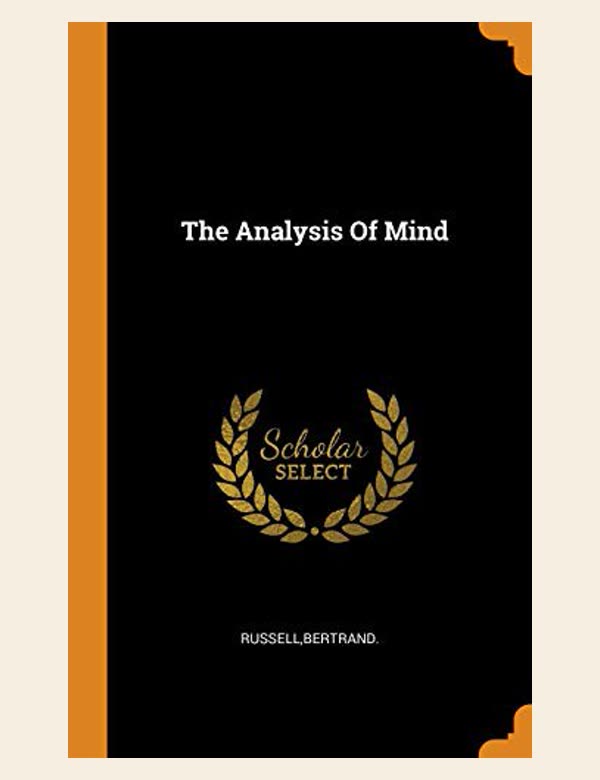 The Analysis Of Mind
Scholar
SELECT
RUSSELL,BERTRAND.